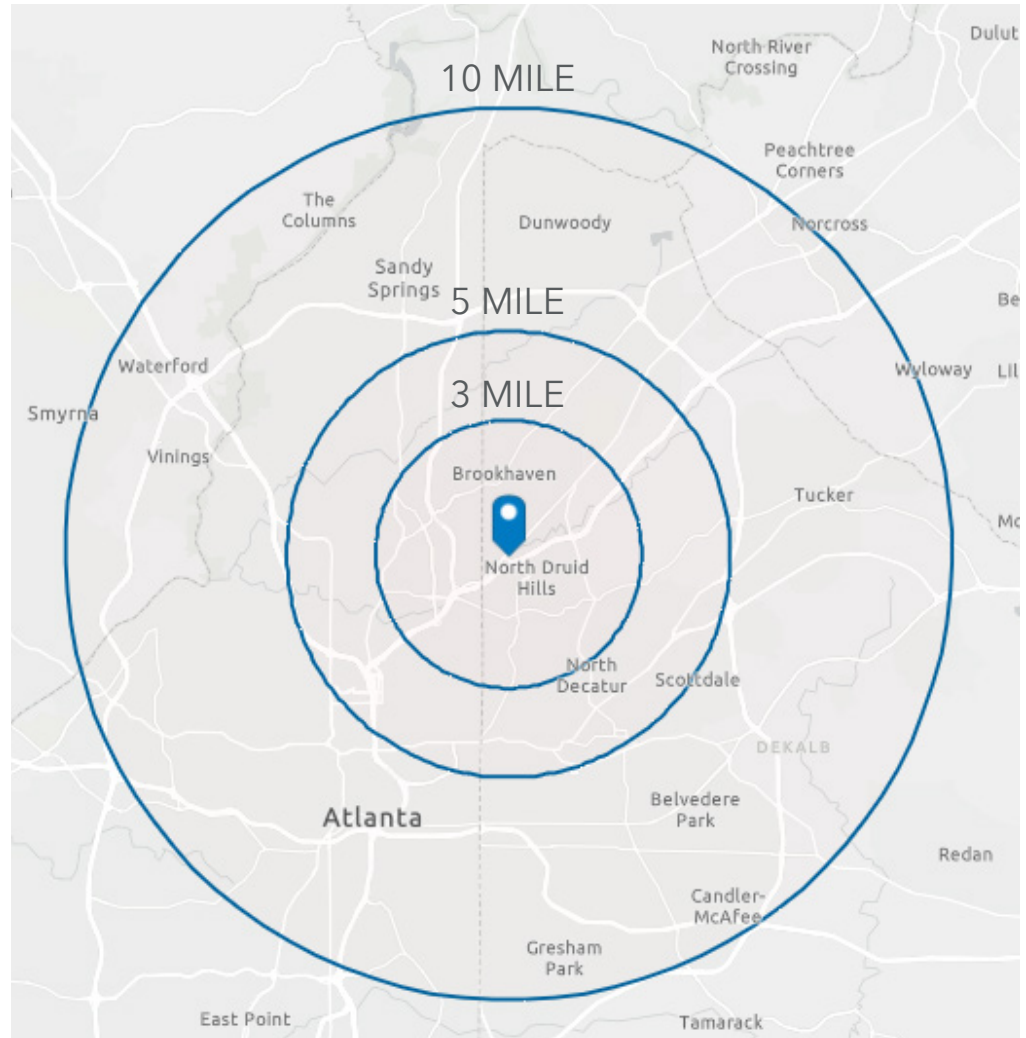 Dulut
North River
Crossing
10 MILE
Peachtree
Corners
The
Columns
Dunwoody
Norcross
Sandy
Springs
5 MILE
Be
Waterford
Wyloway
Lil
3 MILE
Smyrna
Vinings
Brookhaven
Tucker
Mc
North Druid
Hills
North
Decatur
Scottdale
DEKALB
Belvedere
Park
Atlanta
Redan
Candler-
McAfee
Gresham
Park
East Point
Tamarack